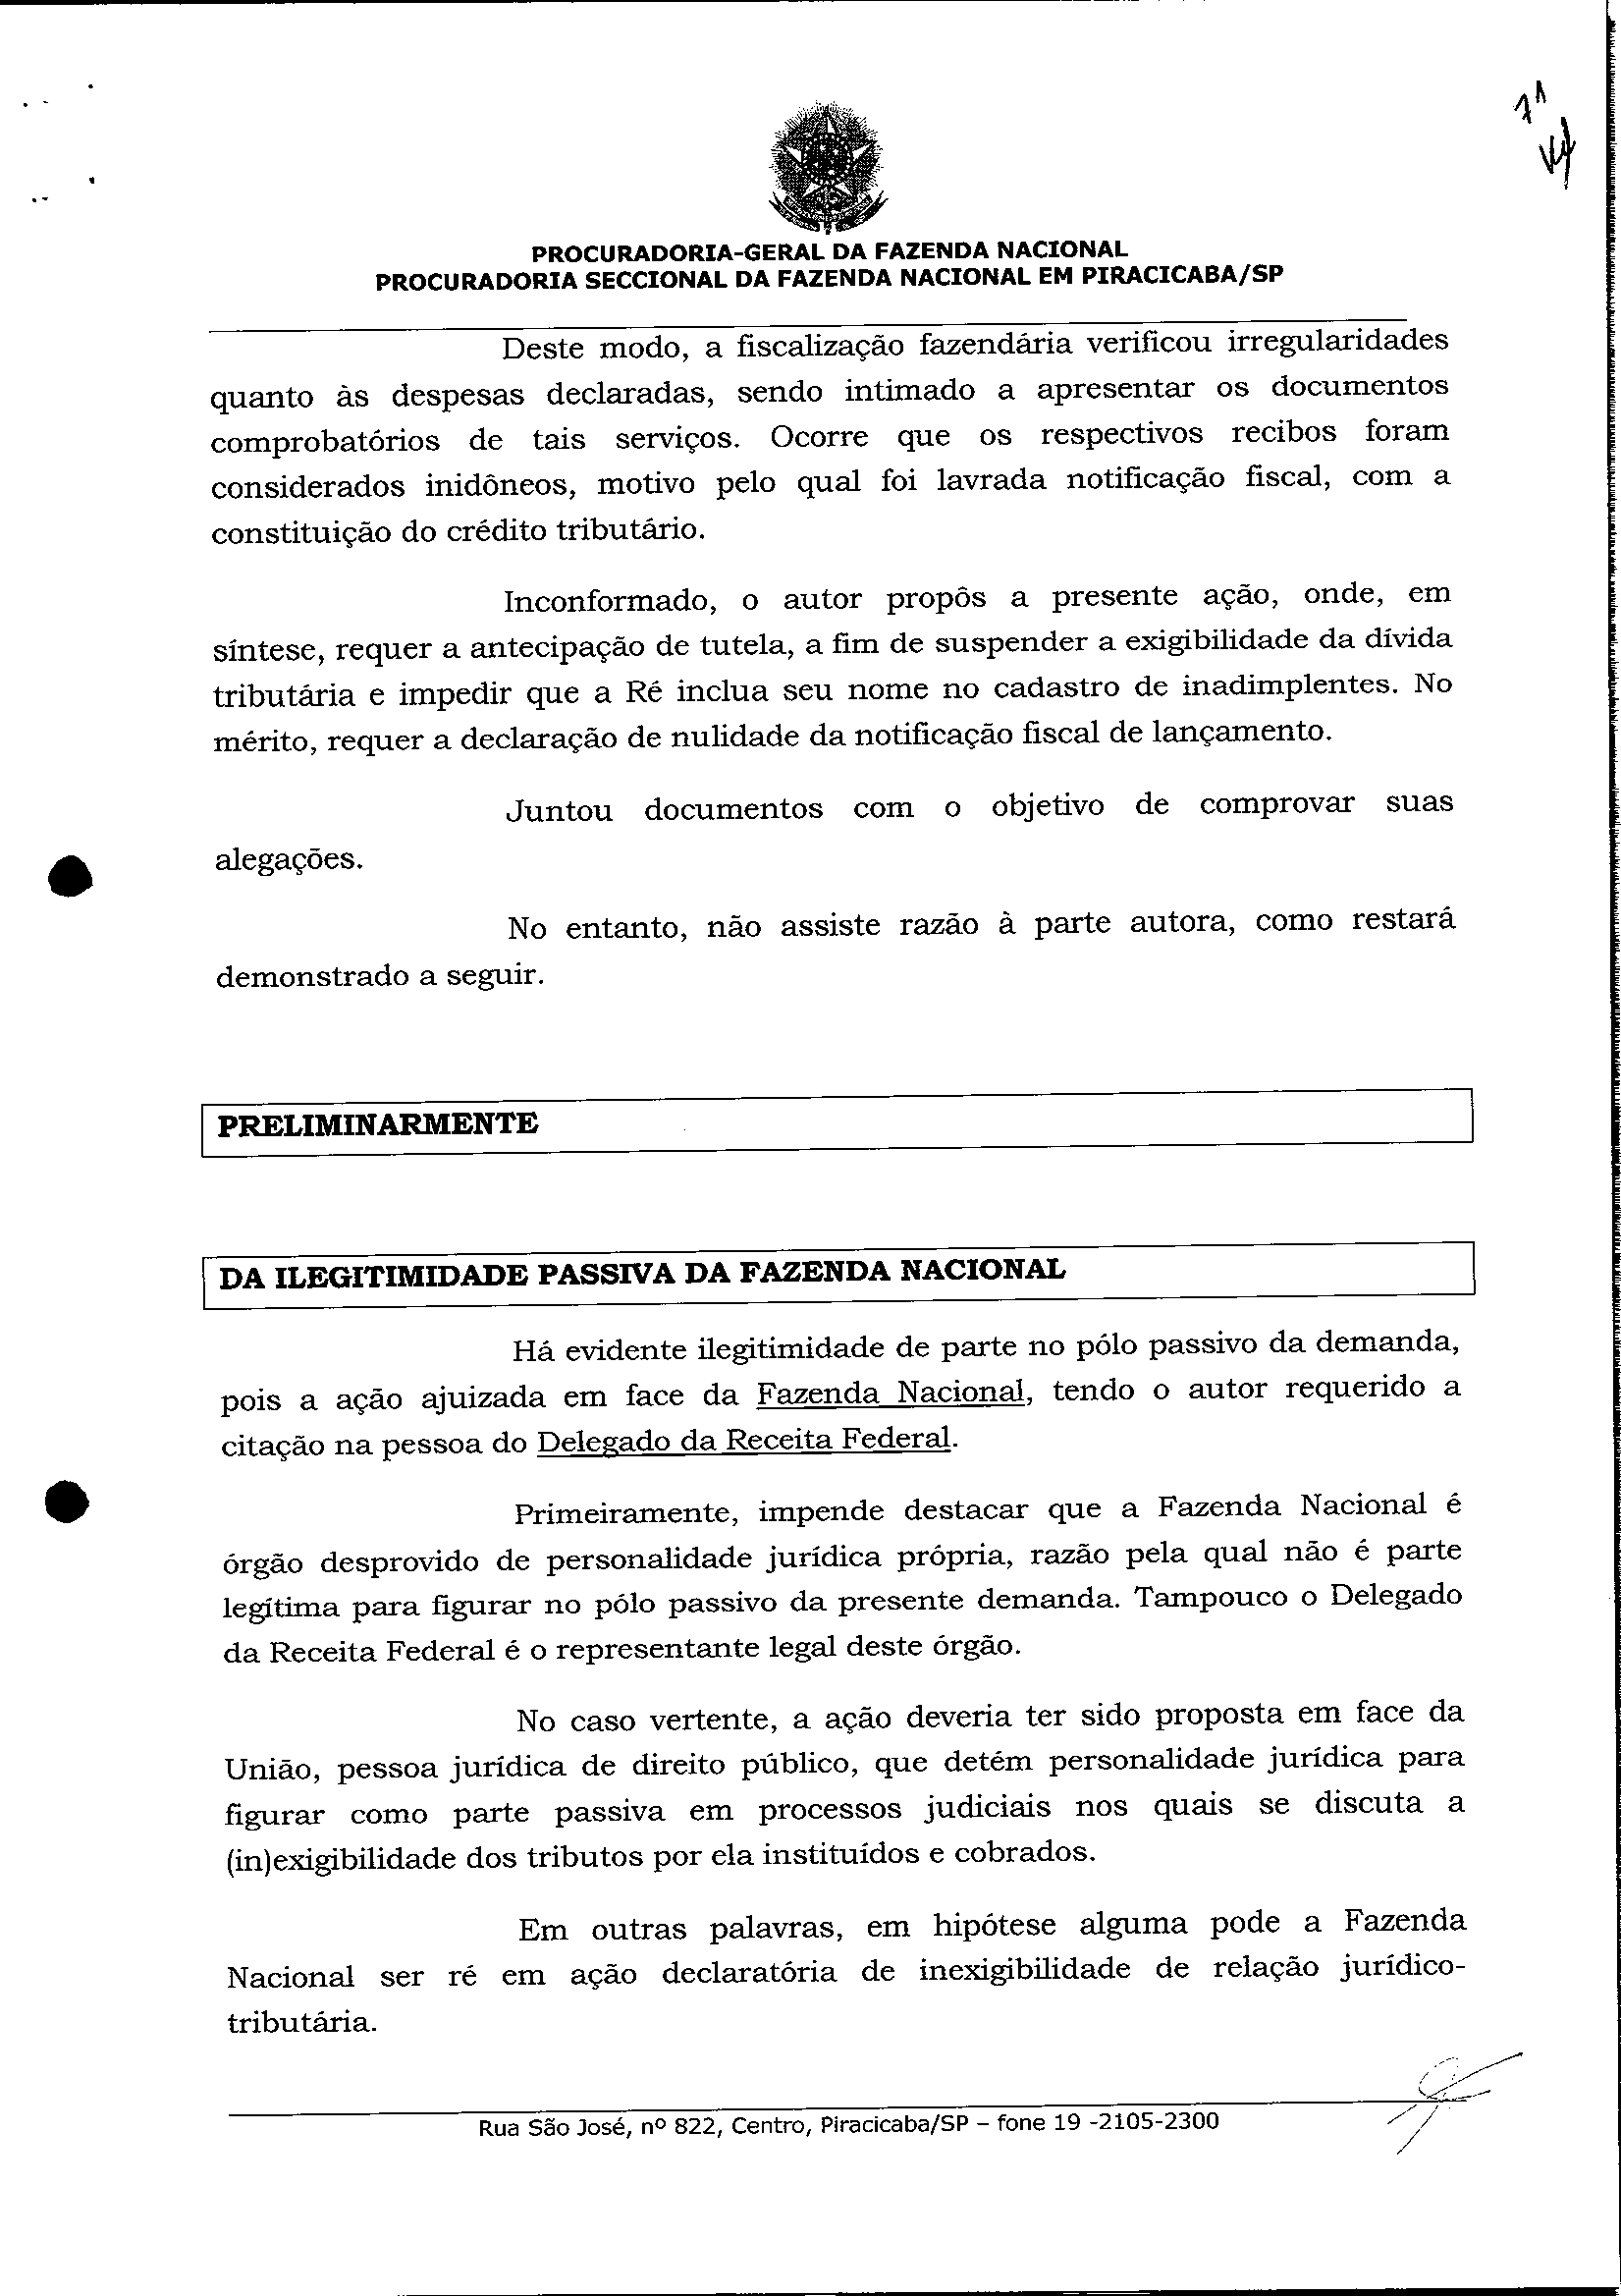 71
PROCURADORIA-GERAL DA FAZENDA NACIONAL
PROCURADORIA SECCIONAL DA FAZENDA NACIONAL EM PIRACICABA/SP
Deste modo, a fiscalização fazendária verificou irregularidades
quanto às despesas declaradas, sendo intimado a apresentar os documentos
comprobatórios de tais serviços. Ocorre que os respectivos recibos foram
considerados inidôneos, motivo pelo qual foi lavrada notificação fiscal, com a
constituição do crédito tributário.
Inconformado, o autor propôs a presente ação, onde, em
síntese, requer a antecipação de tutela, a fim de suspender a exigibilidade da dívida
tributária e impedir que a Ré inclua seu nome no cadastro de inadimplentes. No
mérito, requer a declaração de nulidade da notificação fiscal de lançamento.
Juntou documentos com o objetivo de comprovar suas
alegações.
No entanto, não assiste razão à parte autora, como restará
demonstrado a seguir.
PRELIMINARMENTE
DA ILEGITIMIDADE PASSIVA DA FAZENDA NACIONAL
Há evidente ilegitimidade de parte no pólo passivo da demanda,
pois a ação ajuizada em face da Fazenda Nacional, tendo o autor requerido a
citação na pessoa do Delegado da Receita Federal.
Primeiramente, impende destacar que a Fazenda Nacional é
órgão desprovido de personalidade jurídica própria, razão pela qual não é parte
legítima para figurar no pólo passivo da presente demanda. Tampouco o Delegado
da Receita Federal é o representante legal deste órgão.
No caso vertente, a ação deveria ter sido proposta em face da
União, pessoa jurídica de direito público, que detém personalidade jurídica para
figurar como parte passiva em processos judiciais nos quais se discuta a
(in)exigibilidade dos tributos por ela instituídos e cobrados.
Em outras palavras, em hipótese alguma pode a Fazenda
Nacional ser ré em ação declaratória de inexigibilidade de relação jurídico-
tributária.
Rua São José, nº 822, Centro, Piracicaba/SP – fone 19 -2105-2300